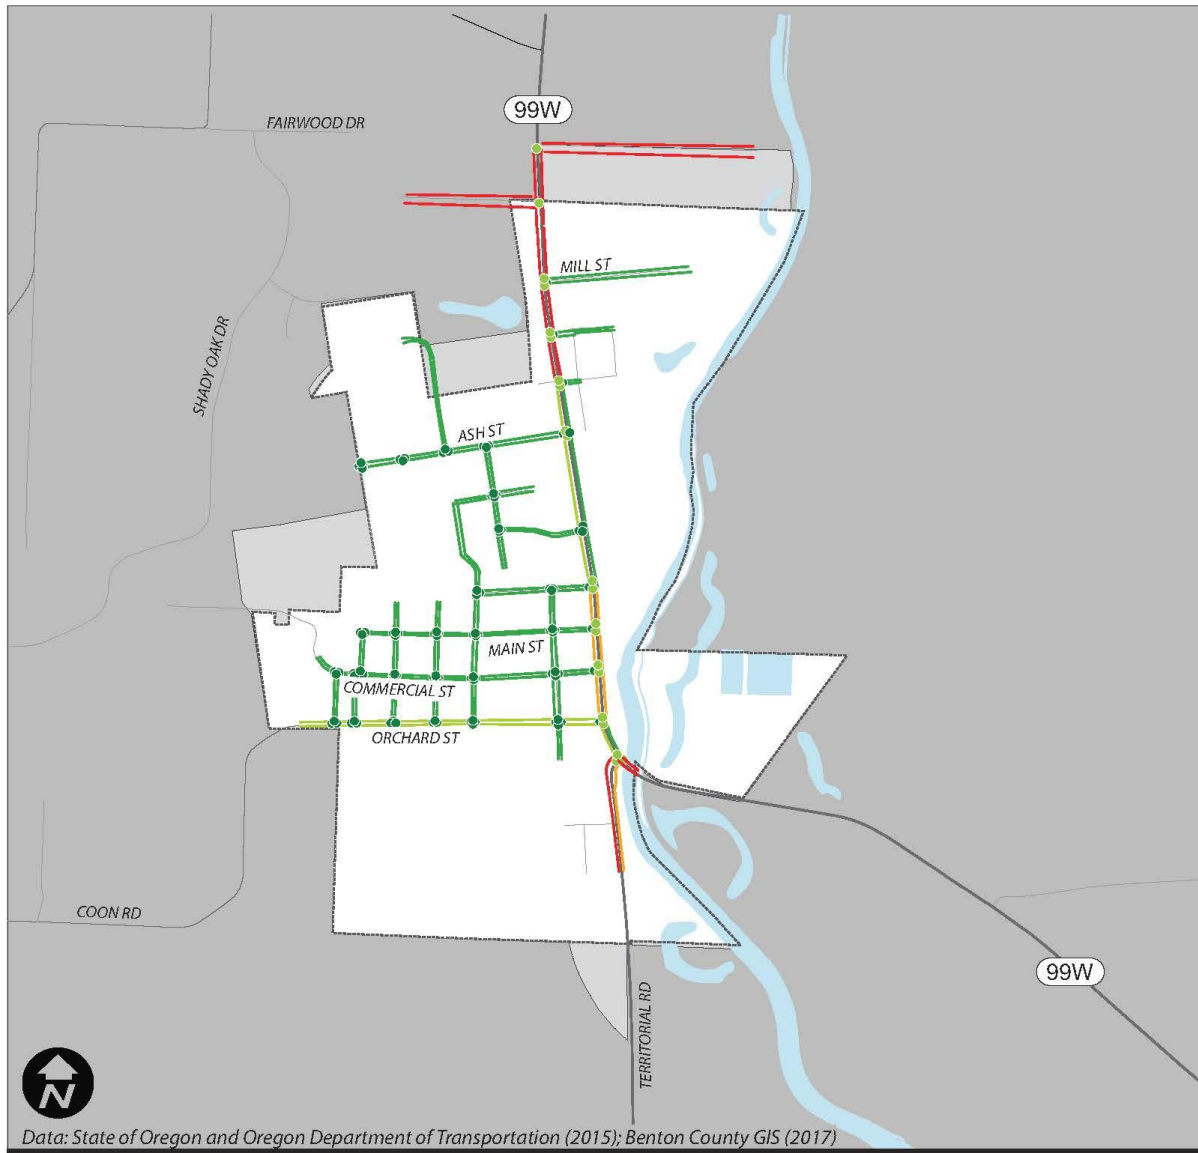 99W
FAIRWOOD DR
MILL ST
SHADY OAK DR
ASH ST
MAIN ST
COMMERCIAL ST
ORCHARD ST
COON RD
99W
TERRITORIAL RD
N
Data: State of Oregon and Oregon Department of Transportation (2015); Benton County GIS (2017)